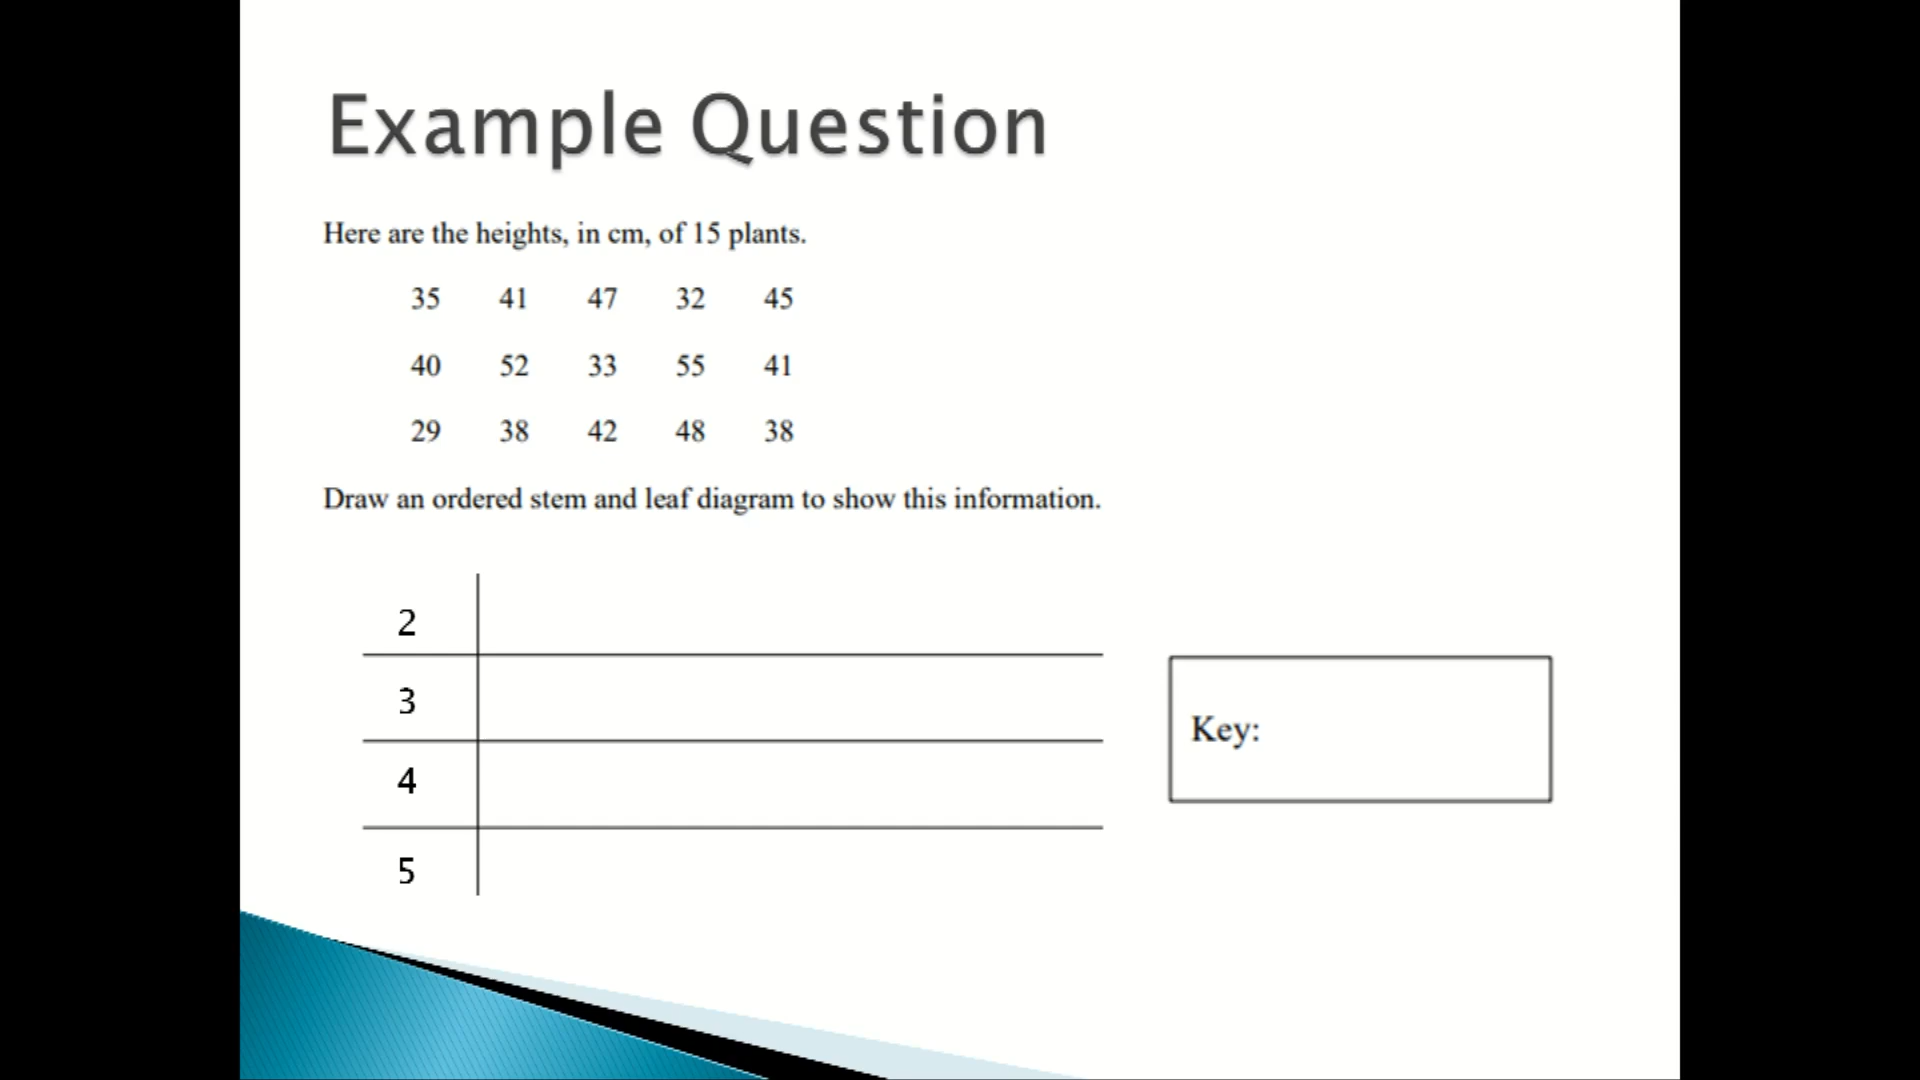 Example Question
Here are the heights, in cm, of 15 plants.
35 41 47 32 45
40 52 33 55 41
29 38 42 48 38
Draw an ordered stem and leaf diagram to show this information.
2
3
Key:
4
5